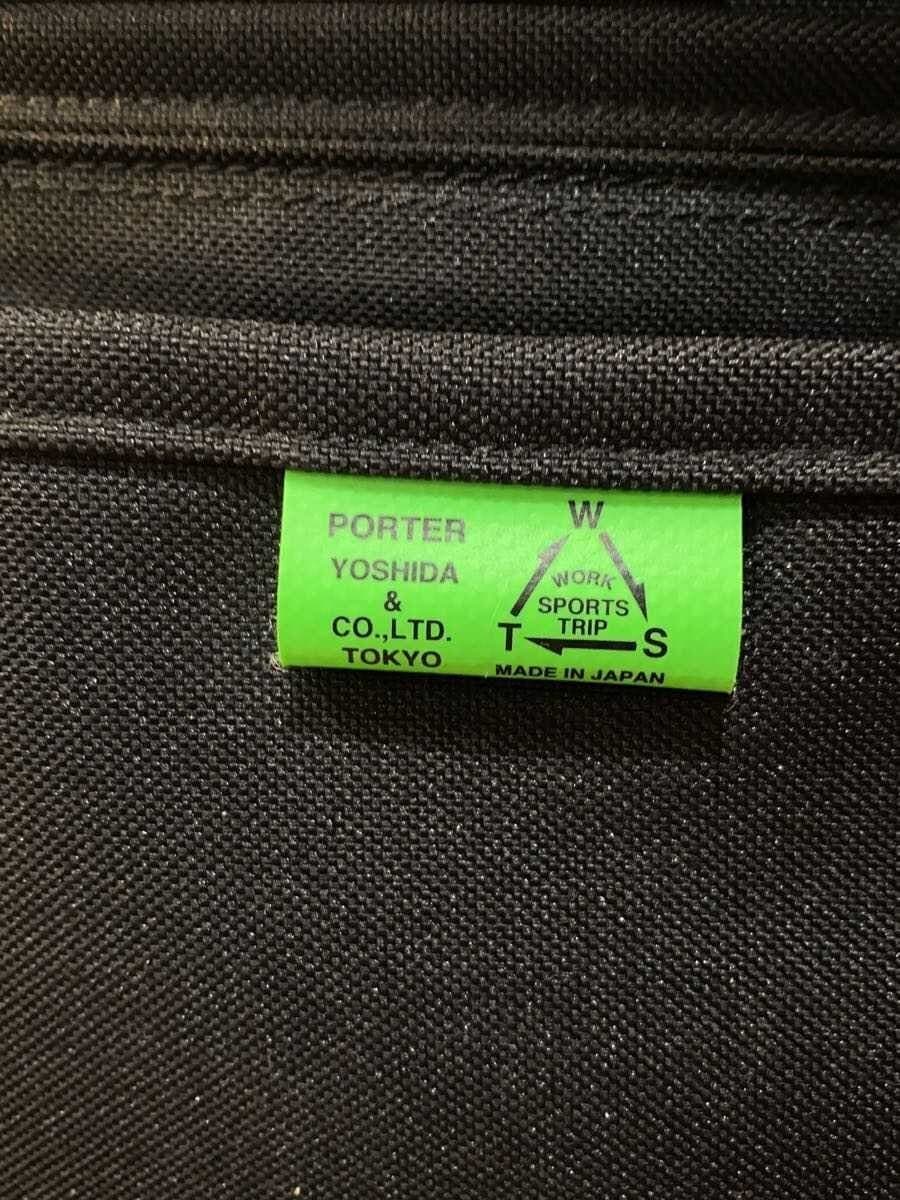 PORTER
YOSHIDA
&
CO.,LTD.
TOKYO
W
WORK
SPORTS
TRIP
T S
MADE IN JAPAN